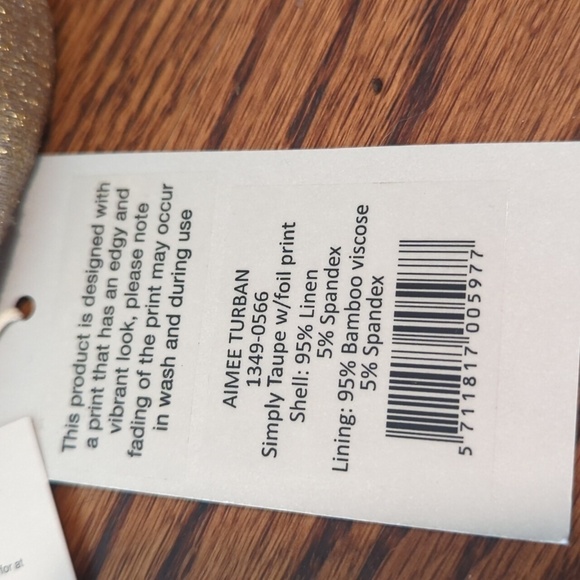 This product is designed with
a print that has an edgy and
vibrant look, please note
fading of the print may occur
in wash and during use
AIMEE TURBAN
1349-0566
Simply Taupe w/foil print
Shell: 95% Linen
5% Spandex
Lining: 95% Bamboo viscose
5% Spandex
5 711817 005977